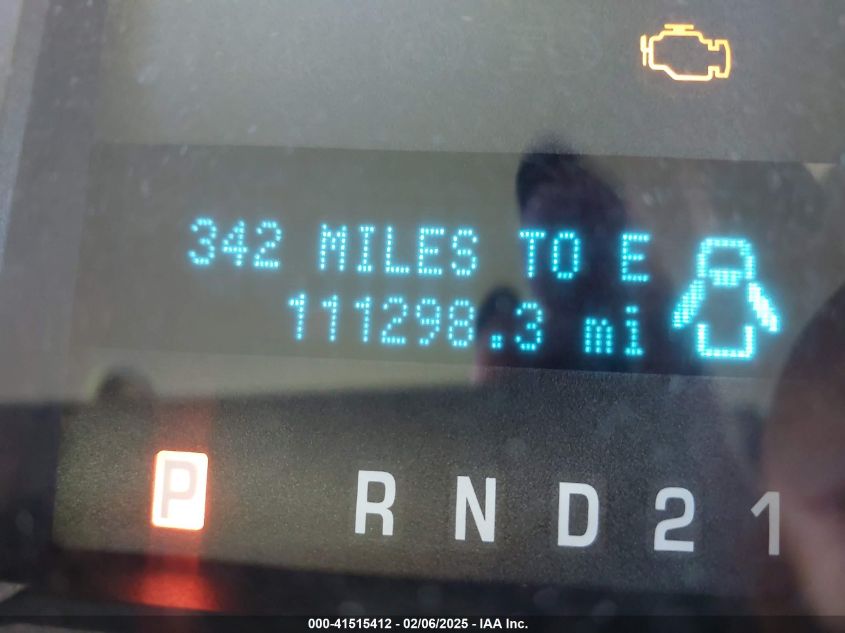 342 MILES TO E
111298.3 mi
P R N D 2 1
000-41515412 - 02/06/2025 - IAA Inc.